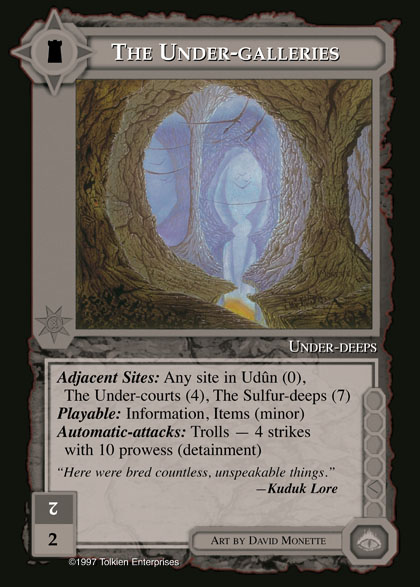 The Under-galleries
Under-deeps
Adjacent Sites: Any site in Udûn (0),
The Under-courts (4), The Sulfur-deeps (7)
Playable: Information, Items (minor)
Automatic-attacks: Trolls — 4 strikes
with 10 prowess (detainment)
“Here were bred countless, unspeakable things.”
—Kuduk Lore
2
2
Art by David Monette
©1997 Tolkien Enterprises